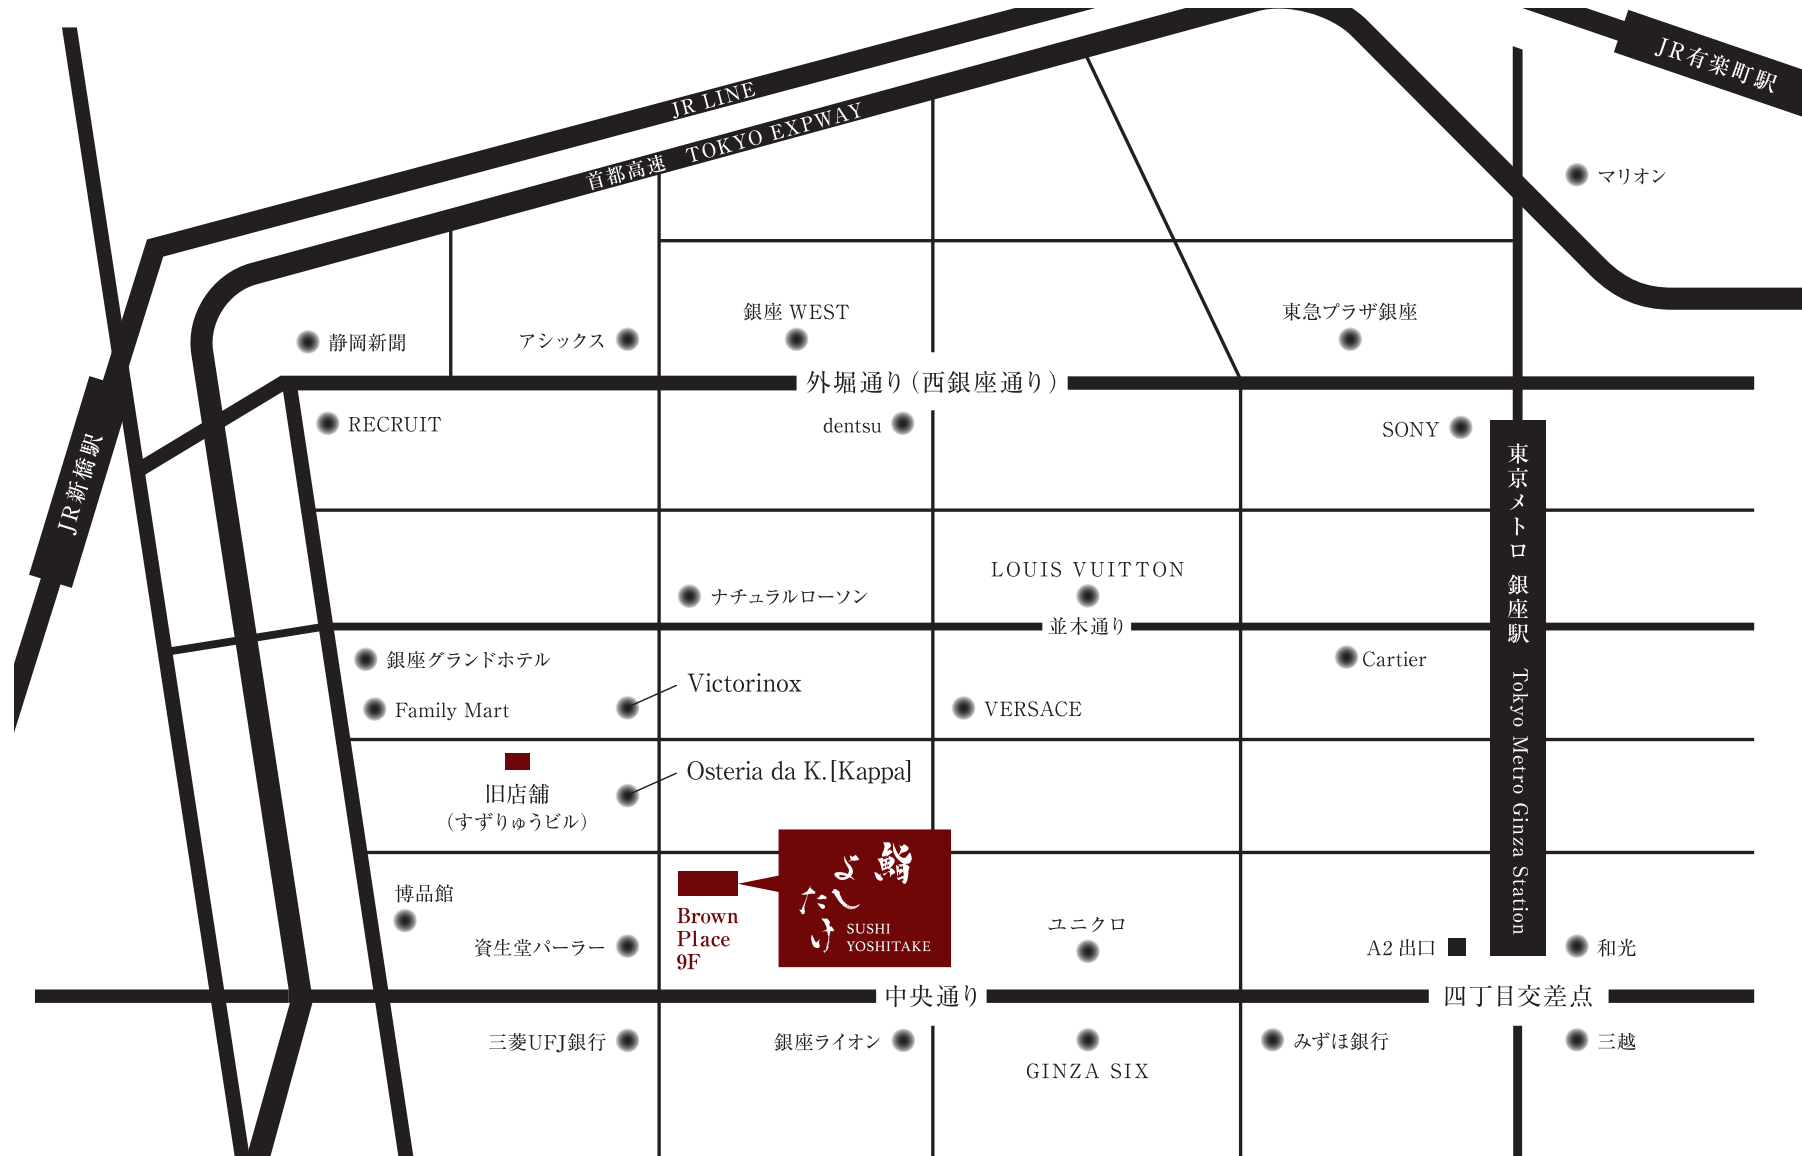 JR有楽町駅
JR LINE
首都高速 TOKYO EXPWAY
マリオン
銀座 WEST
東急プラザ銀座
静岡新聞
アシックス
外堀通り（西銀座通り）
RECRUIT
dentsu
SONY
JR新橋駅
東京メトロ 銀座駅 Tokyo Metro Ginza Station
LOUIS VUITTON
ナチュラルローソン
並木通り
銀座グランドホテル
Cartier
Victorinox
Family Mart
VERSACE
Osteria da K.[Kappa]
旧店舗
（すずりゅうビル）
鮨
よしたけ
SUSHI
YOSHITAKE
Brown
Place
9F
博品館
ユニクロ
資生堂パーラー
A2 出口
和光
中央通り
四丁目交差点
三菱UFJ銀行
銀座ライオン
GINZA SIX
みずほ銀行
三越